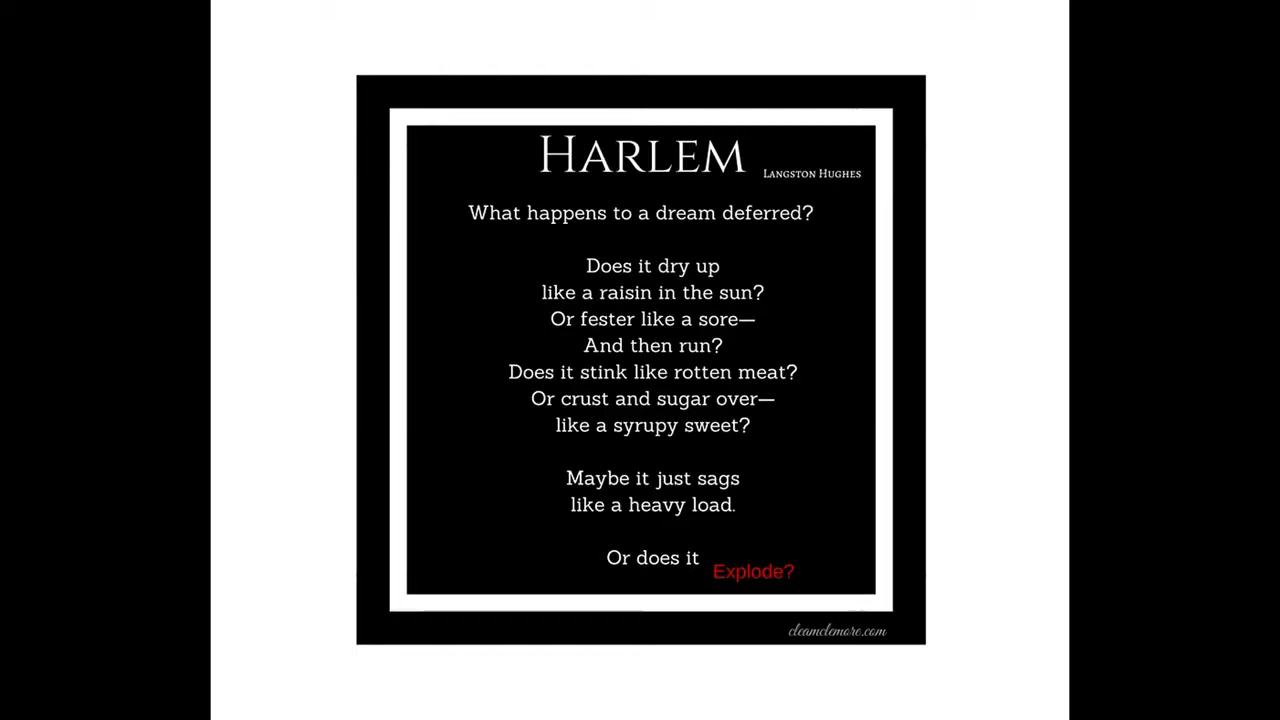 HARLEM
LANGSTON HUGHES
What happens to a dream deferred?
Does it dry up
like a raisin in the sun?
Or fester like a sore—
And then run?
Does it stink like rotten meat?
Or crust and sugar over—
like a syrupy sweet?
Maybe it just sags
like a heavy load.
Or does it
Explode?
cleamclemore.com